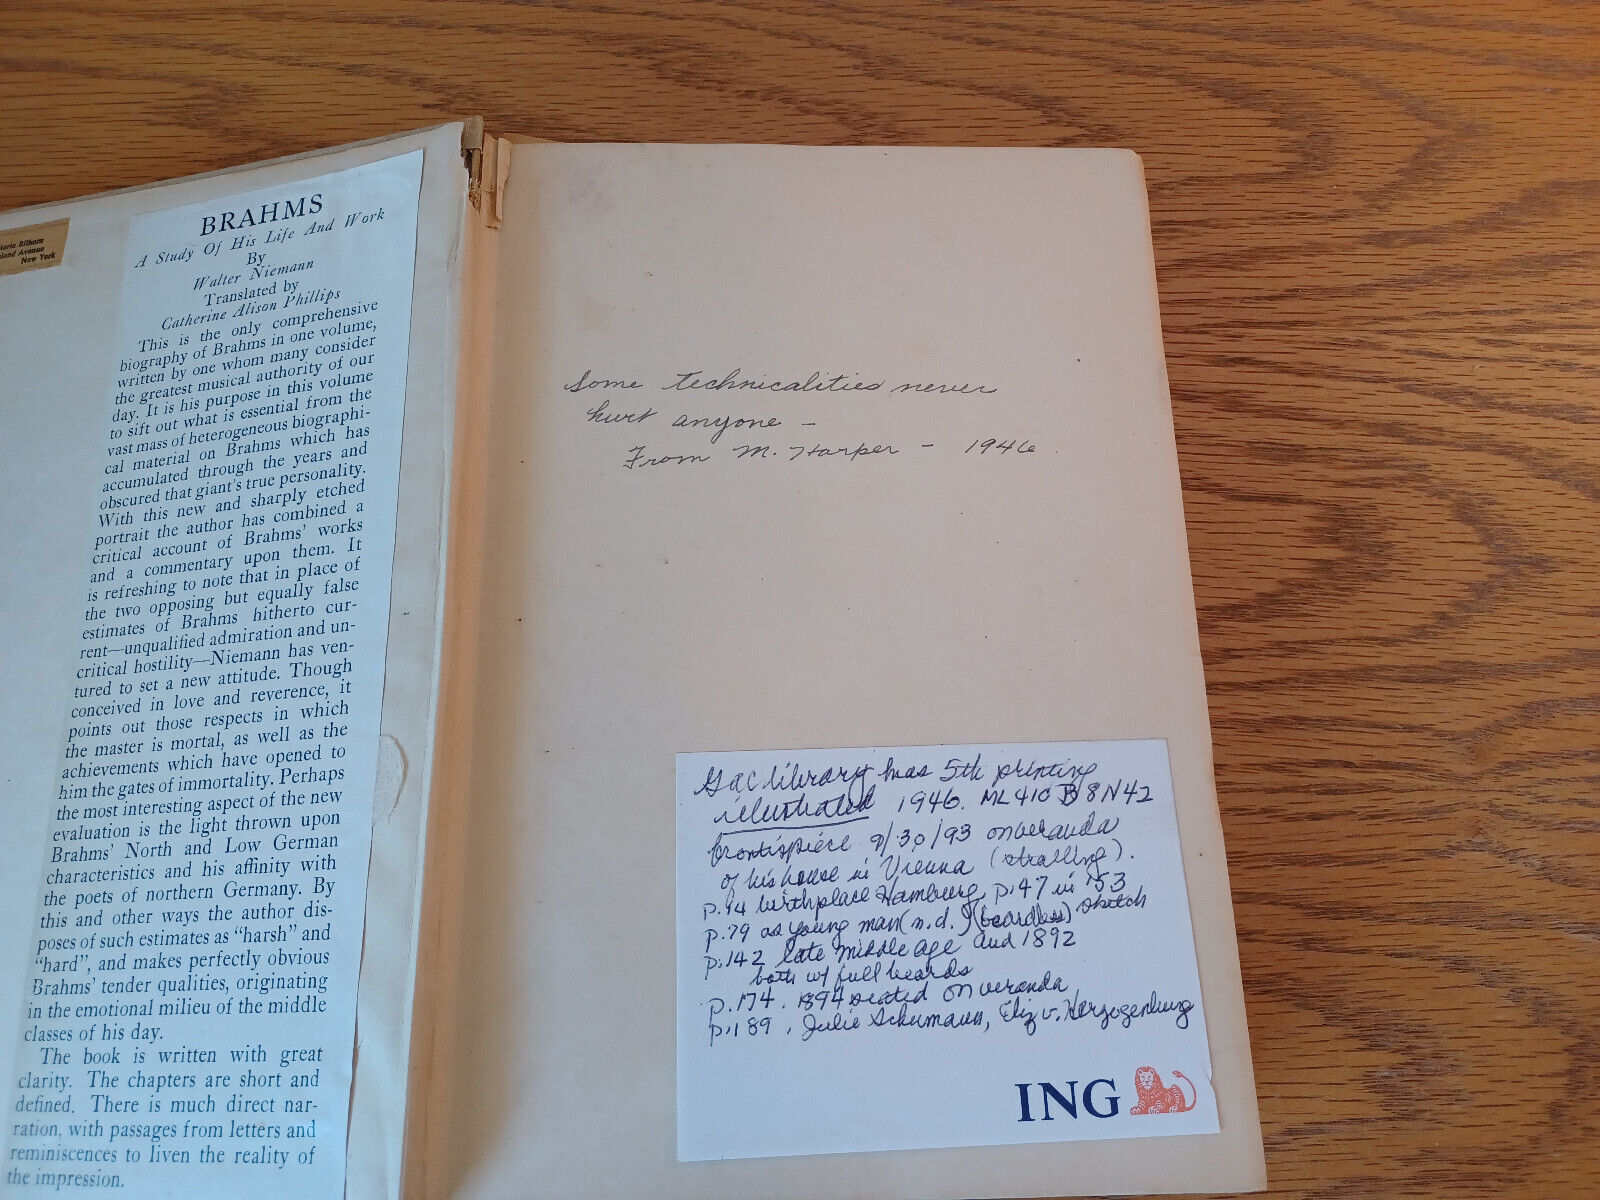 Marie Bilhorn
land Avenue
New York
BRAHMS
A Study Of His Life And Work
By
Walter Niemann
Translated by
Catherine Alison Phillips
This is the only comprehensive
biography of Brahms in one volume,
written by one whom many consider
the greatest musical authority of our
day. It is his purpose in this volume
to sift out what is essential from the
vast mass of heterogeneous biographi-
cal material on Brahms which has
accumulated through the years and
obscured that giant's true personality.
With this new and sharply etched
portrait the author has combined a
critical account of Brahms' works
and a commentary upon them. It
is refreshing to note that in place of
the two opposing but equally false
estimates of Brahms hitherto cur-
rent—unqualified admiration and un-
critical hostility—Niemann has ven-
tured to set a new attitude. Though
conceived in love and reverence, it
points out those respects in which
the master is mortal, as well as the
achievements which have opened to
him the gates of immortality. Perhaps
the most interesting aspect of the new
evaluation is the light thrown upon
Brahms' North and Low German
characteristics and his affinity with
the poets of northern Germany. By
this and other ways the author dis-
poses of such estimates as "harsh" and
"hard", and makes perfectly obvious
Brahms' tender qualities, originating
in the emotional milieu of the middle
classes of his day.
The book is written with great
clarity. The chapters are short and
defined. There is much direct nar-
ration, with passages from letters and
reminiscences to liven the reality of
the impression.
Some technicalities never
hurt anyone —
From M. Harper — 1946
Gac library has 5th printing
illustrated 1946. ML410 B8N42
frontispiece 9/30/93 on veranda
of his house in Vienna (strolling).
p.14 birthplace Hamburg, p.47 in '53
p.79 as young man (n.d.) (beardless) sketch
p.142 late middle age and 1892
both w/ full beards
p.174. 1894 seated on veranda
p.189, Julie Schumann, Eliz v. Herzogenburg
ING